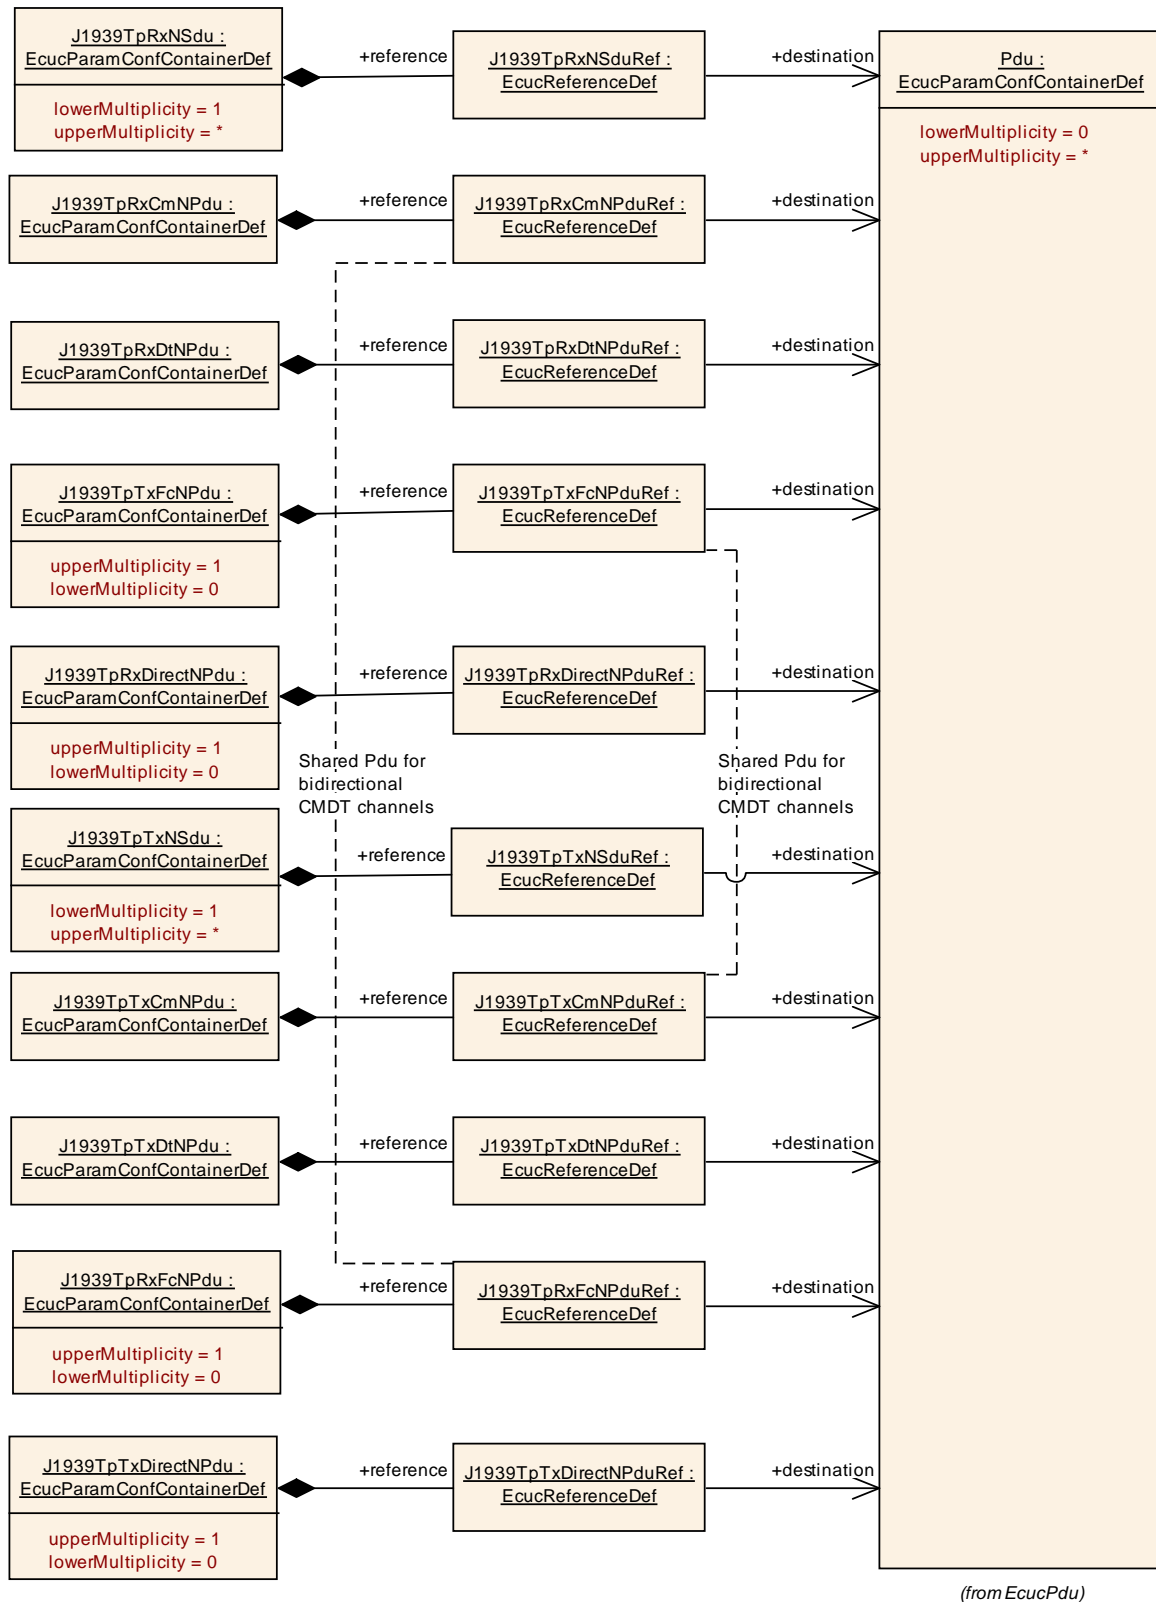 J1939TpRxNSdu :
EcucParamConfContainerDef
lowerMultiplicity = 1
upperMultiplicity = *
+reference
J1939TpRxNSduRef :
EcucReferenceDef
+destination
Pdu :
EcucParamConfContainerDef
lowerMultiplicity = 0
upperMultiplicity = *
J1939TpRxCmNPdu :
EcucParamConfContainerDef
+reference
J1939TpRxCmNPduRef :
EcucReferenceDef
+destination
J1939TpRxDtNPdu :
EcucParamConfContainerDef
+reference
J1939TpRxDtNPduRef :
EcucReferenceDef
+destination
J1939TpTxFcNPdu :
EcucParamConfContainerDef
upperMultiplicity = 1
lowerMultiplicity = 0
+reference
J1939TpTxFcNPduRef :
EcucReferenceDef
+destination
J1939TpRxDirectNPdu :
EcucParamConfContainerDef
upperMultiplicity = 1
lowerMultiplicity = 0
+reference
J1939TpRxDirectNPduRef :
EcucReferenceDef
+destination
Shared Pdu for
bidirectional
CMDT channels
Shared Pdu for
bidirectional
CMDT channels
J1939TpTxNSdu :
EcucParamConfContainerDef
lowerMultiplicity = 1
upperMultiplicity = *
+reference
J1939TpTxNSduRef :
EcucReferenceDef
+destination
J1939TpTxCmNPdu :
EcucParamConfContainerDef
+reference
J1939TpTxCmNPduRef :
EcucReferenceDef
+destination
J1939TpTxDtNPdu :
EcucParamConfContainerDef
+reference
J1939TpTxDtNPduRef :
EcucReferenceDef
+destination
J1939TpRxFcNPdu :
EcucParamConfContainerDef
upperMultiplicity = 1
lowerMultiplicity = 0
+reference
J1939TpRxFcNPduRef :
EcucReferenceDef
+destination
J1939TpTxDirectNPdu :
EcucParamConfContainerDef
upperMultiplicity = 1
lowerMultiplicity = 0
+reference
J1939TpTxDirectNPduRef :
EcucReferenceDef
+destination
(from EcucPdu)